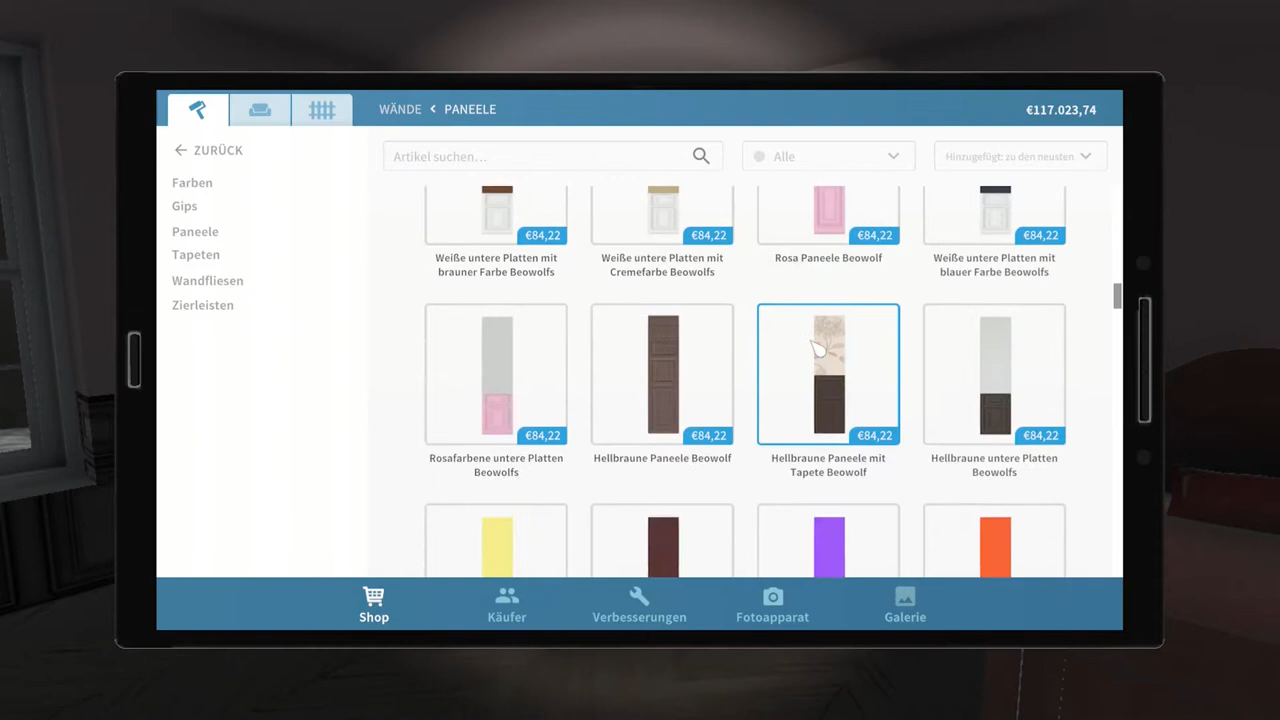 WÄNDE < PANEELE
€117.023,74
ZURÜCK
Farben
Gips
Paneele
Tapeten
Wandfliesen
Zierleisten
Artikel suchen...
Alle
Hinzugefügt: zu den neusten
€84,22
€84,22
€84,22
€84,22
Weiße untere Platten mit
brauner Farbe Beowolfs
Weiße untere Platten mit
Cremefarbe Beowolfs
Rosa Paneele Beowolf
Weiße untere Platten mit
blauer Farbe Beowolfs
€84,22
€84,22
€84,22
€84,22
Rosafarbene untere Platten
Beowolfs
Hellbraune Paneele Beowolf
Hellbraune Paneele mit
Tapete Beowolf
Hellbraune untere Platten
Beowolfs
Shop
Käufer
Verbesserungen
Fotoapparat
Galerie